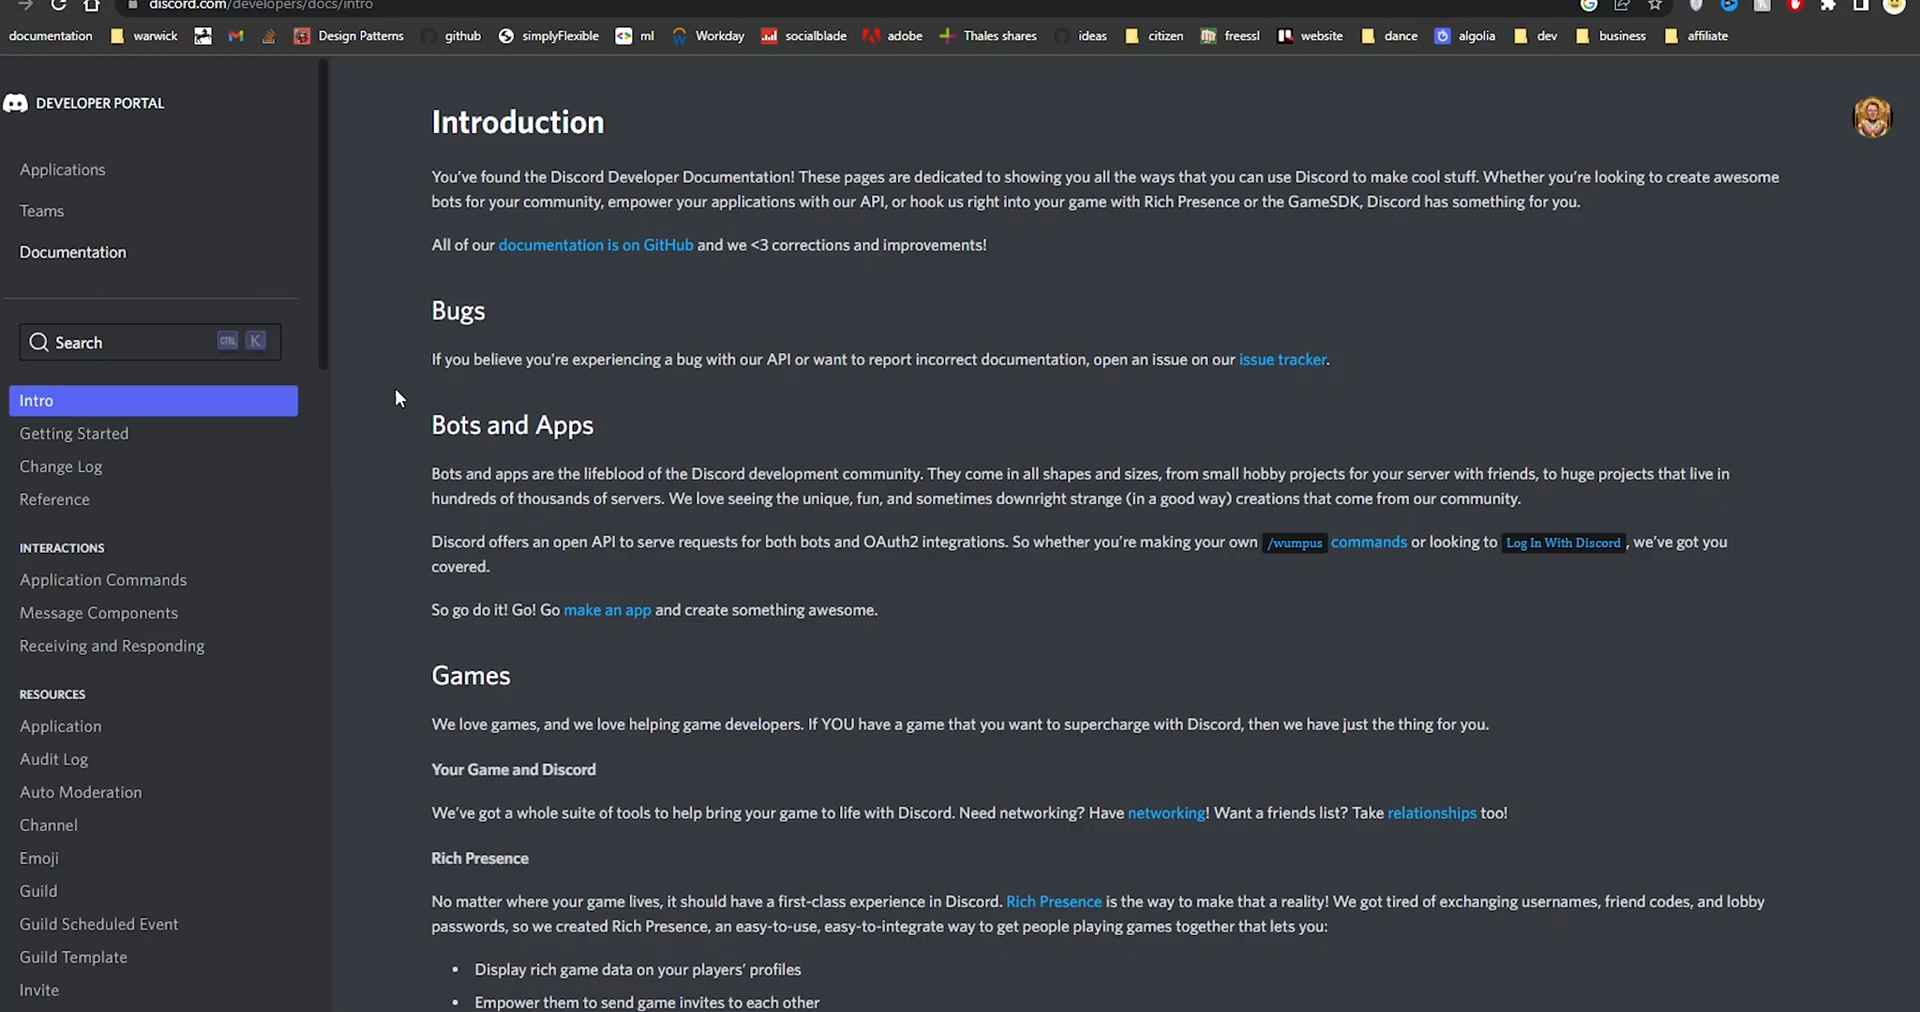 discord.com/developers/docs/intro
documentation warwick Design Patterns github simplyFlexible ml Workday socialblade adobe Thales shares ideas citizen freessl website dance algolia dev business affiliate
DEVELOPER PORTAL
Applications
Teams
Documentation
Search CTRL K
Intro
Getting Started
Change Log
Reference
INTERACTIONS
Application Commands
Message Components
Receiving and Responding
RESOURCES
Application
Audit Log
Auto Moderation
Channel
Emoji
Guild
Guild Scheduled Event
Guild Template
Invite
Introduction
You’ve found the Discord Developer Documentation! These pages are dedicated to showing you all the ways that you can use Discord to make cool stuff. Whether you’re looking to create awesome
bots for your community, empower your applications with our API, or hook us right into your game with Rich Presence or the GameSDK, Discord has something for you.
All of our documentation is on GitHub and we <3 corrections and improvements!
Bugs
If you believe you're experiencing a bug with our API or want to report incorrect documentation, open an issue on our issue tracker.
Bots and Apps
Bots and apps are the lifeblood of the Discord development community. They come in all shapes and sizes, from small hobby projects for your server with friends, to huge projects that live in
hundreds of thousands of servers. We love seeing the unique, fun, and sometimes downright strange (in a good way) creations that come from our community.
Discord offers an open API to serve requests for both bots and OAuth2 integrations. So whether you’re making your own /wumpus commands or looking to Log In With Discord, we’ve got you
covered.
So go do it! Go! Go make an app and create something awesome.
Games
We love games, and we love helping game developers. If YOU have a game that you want to supercharge with Discord, then we have just the thing for you.
Your Game and Discord
We’ve got a whole suite of tools to help bring your game to life with Discord. Need networking? Have networking! Want a friends list? Take relationships too!
Rich Presence
No matter where your game lives, it should have a first-class experience in Discord. Rich Presence is the way to make that a reality! We got tired of exchanging usernames, friend codes, and lobby
passwords, so we created Rich Presence, an easy-to-use, easy-to-integrate way to get people playing games together that lets you:
• Display rich game data on your players’ profiles
• Empower them to send game invites to each other